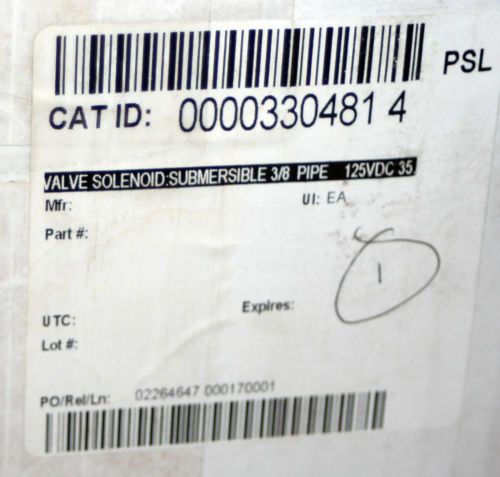 PSL
CAT ID: 0000330481 4
VALVE SOLENOID:SUBMERSIBLE 3/8 PIPE 125VDC 35
Mfr: UI: EA
Part #:
1
Expires:
UTC:
Lot #:
PO/Rel/Ln: 02264647 000170001